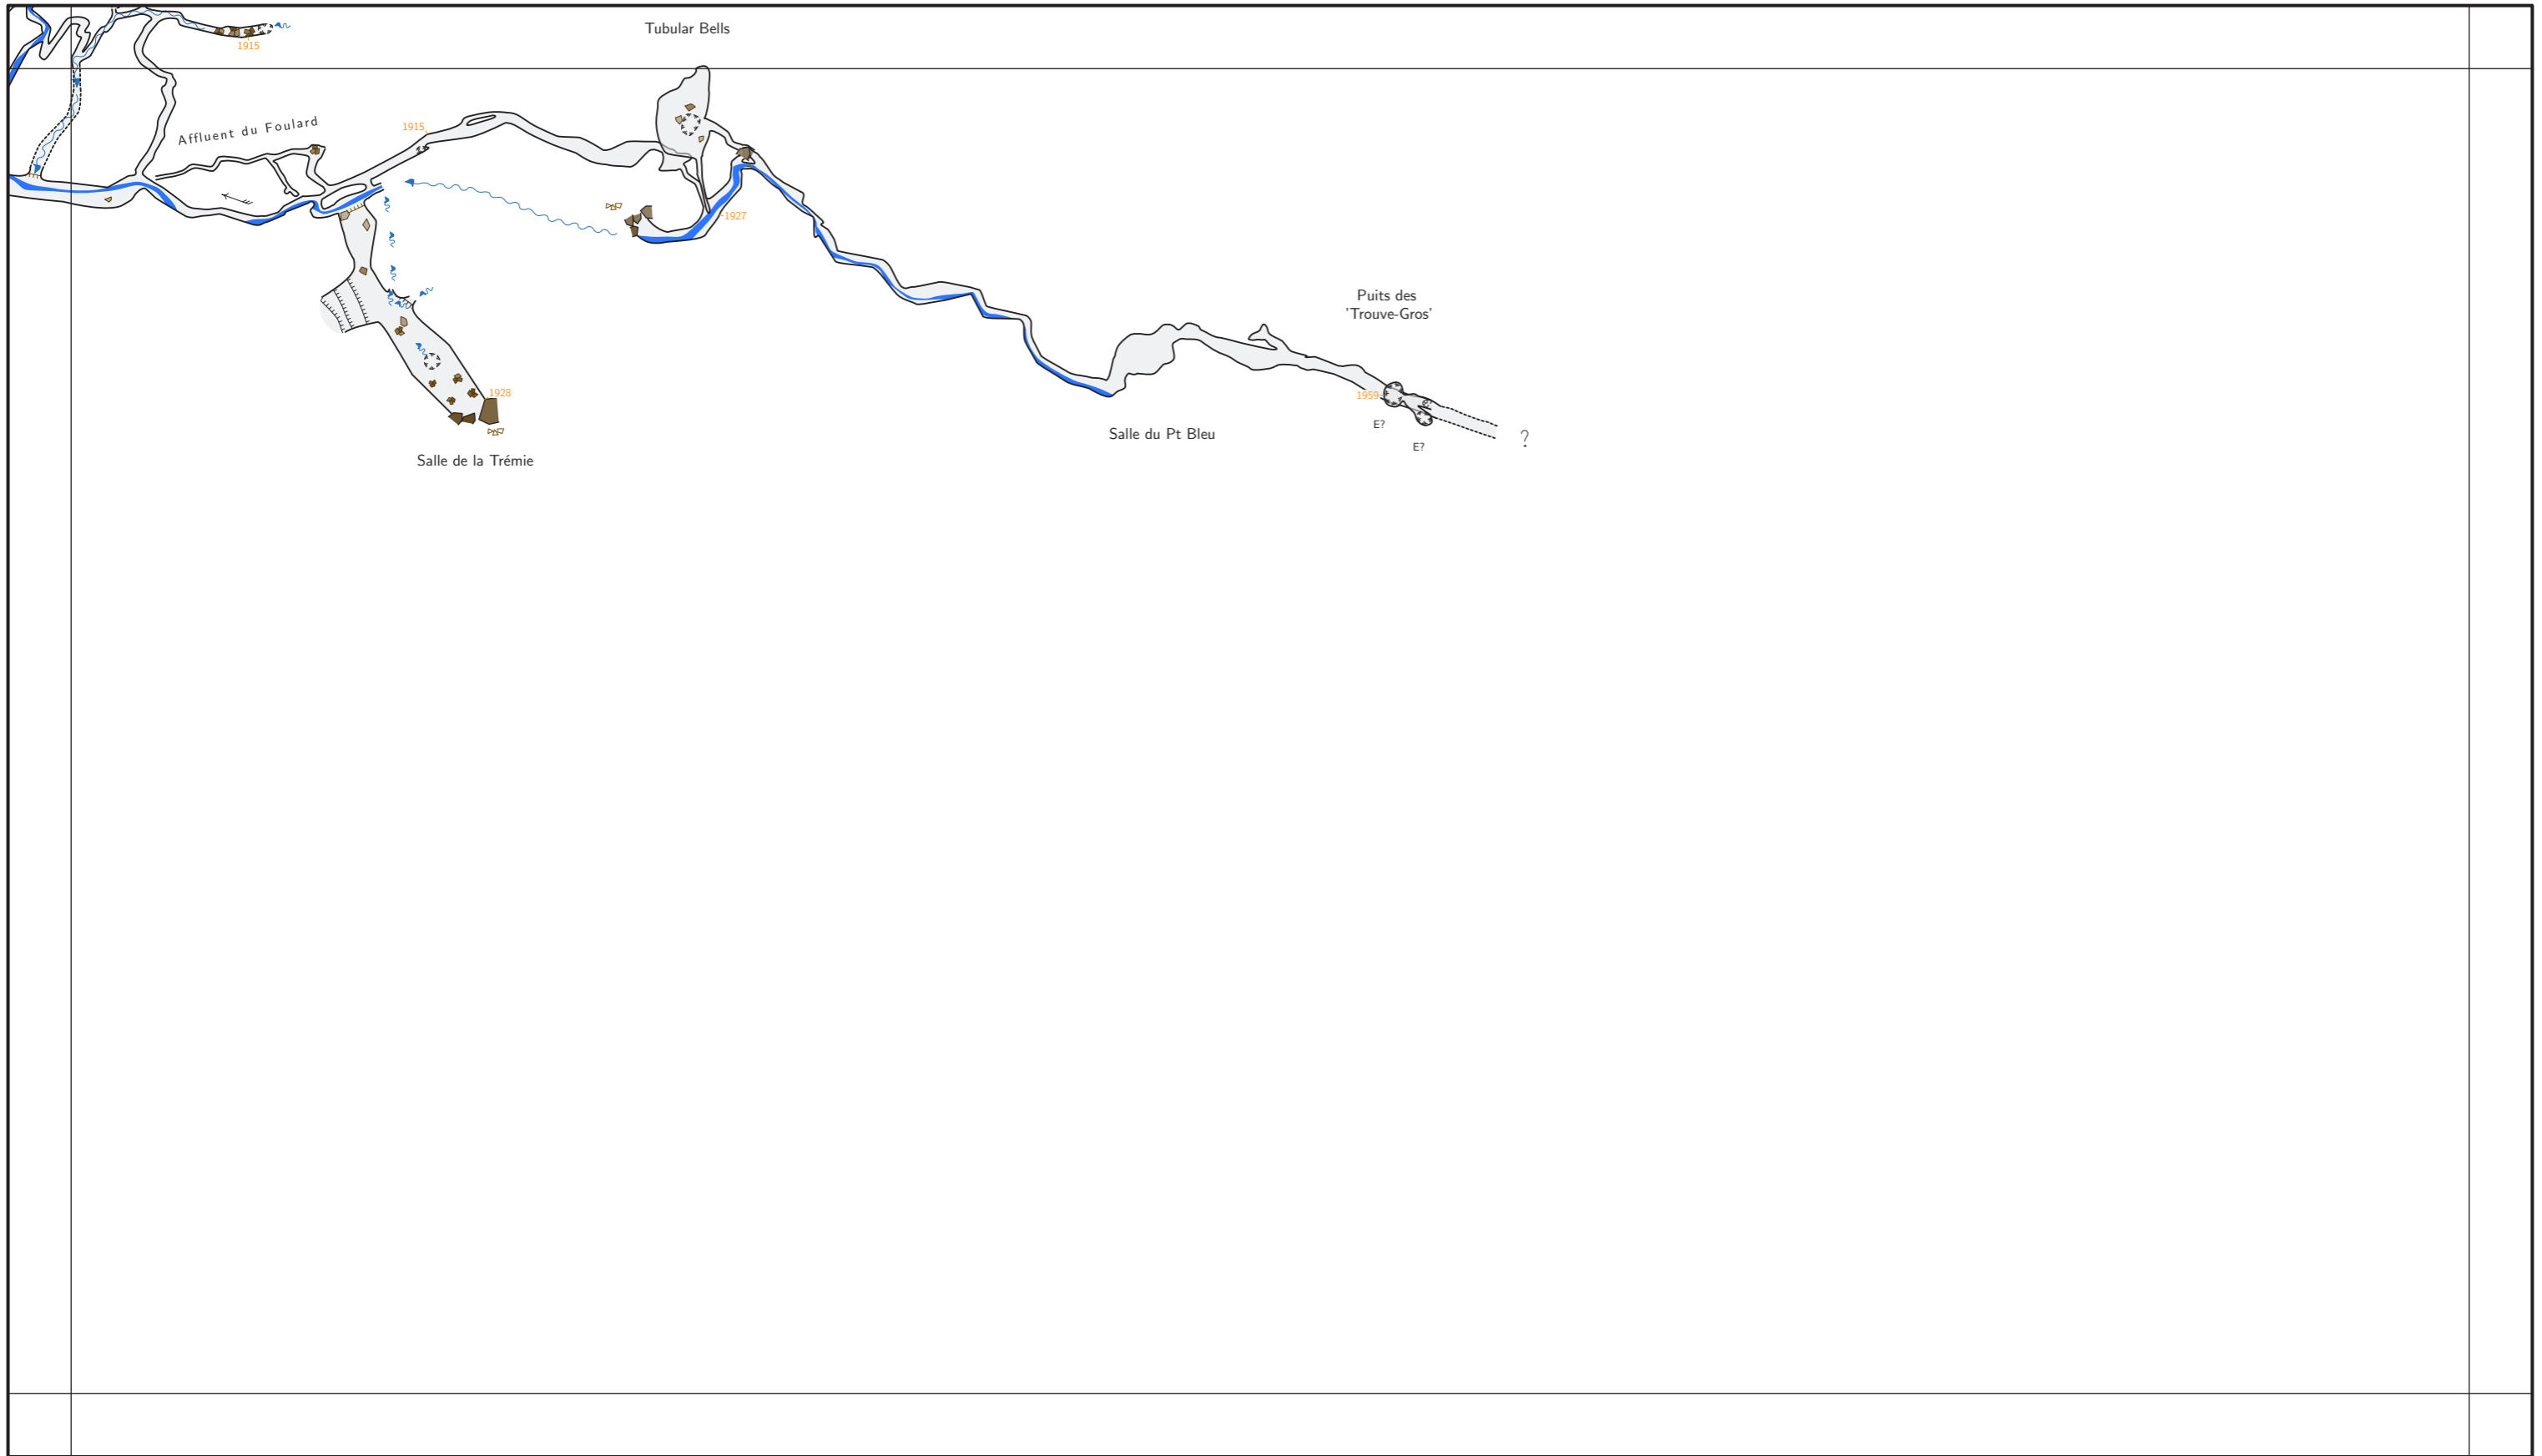 Tubular Bells
1915
Affluent du Foulard
1915
1927
Puits des
'Trouve-Gros'
1928
1959
E?
E?
?
Salle du Pt Bleu
Salle de la Trémie